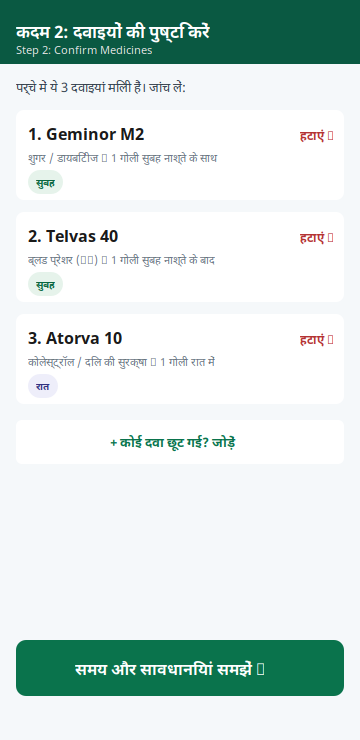 कदम 2: दवाइयों की पुष्टि करें
Step 2: Confirm Medicines
पर्चे में ये 3 दवाइयां मिली हैं। जांच लें:
1. Geminor M2
हटाएं
शुगर / डायबिटीज 1 गोली सुबह नाश्ते के साथ
सुबह
2. Telvas 40
हटाएं
ब्लड प्रेशर () 1 गोली सुबह नाश्ते के बाद
सुबह
3. Atorva 10
हटाएं
कोलेस्ट्रॉल / दिल की सुरक्षा 1 गोली रात में
रात
+ कोई दवा छूट गई? जोड़ें
समय और सावधानियां समझें